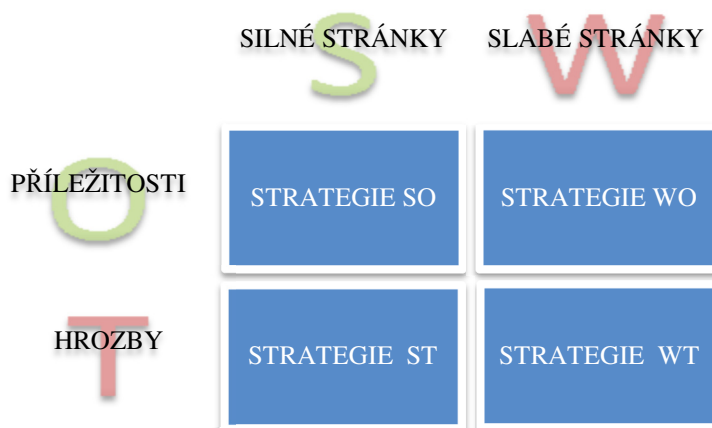 SILNÉ STRÁNKY SLABÉ STRÁNKY
S W
PŘÍLEŽITOSTI
O
STRATEGIE SO STRATEGIE WO
HROZBY
T
STRATEGIE ST STRATEGIE WT